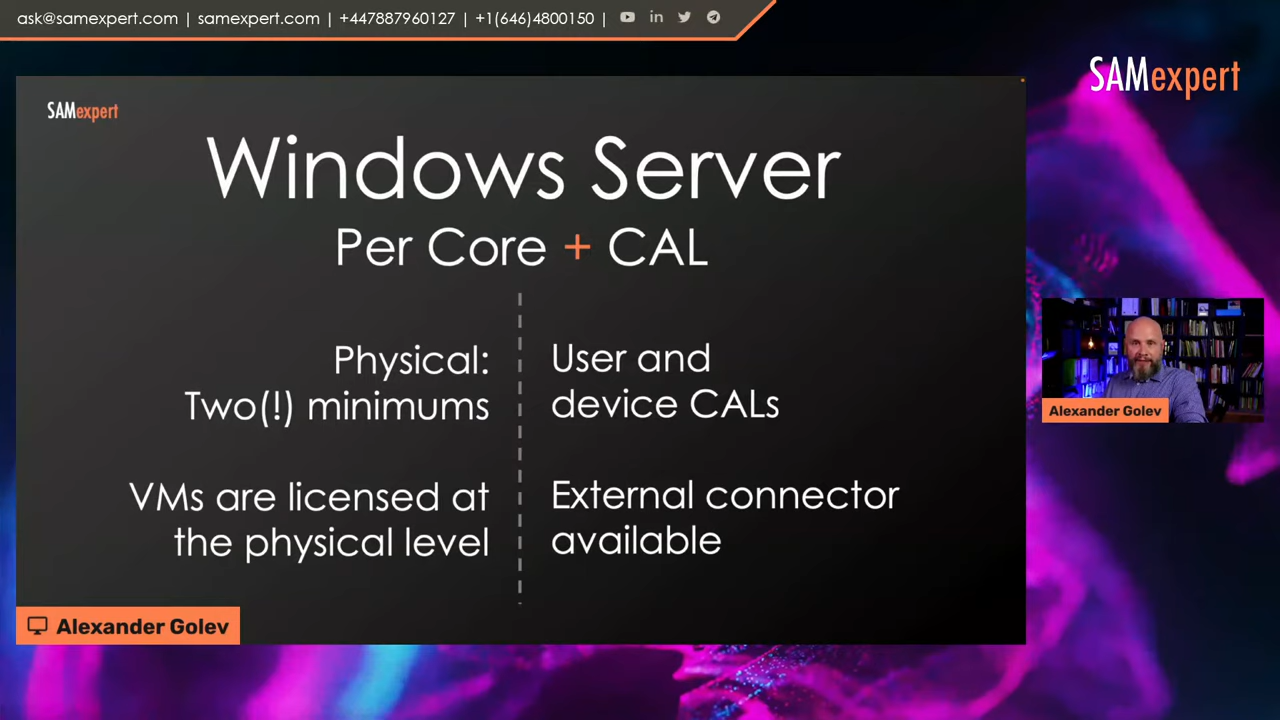 ask@samexpert.com | samexpert.com | +447887960127 | +1(646)4800150 |
SAMexpert
SAMexpert
Windows Server
Per Core + CAL
Physical:
Two(!) minimums
VMs are licensed at
the physical level
User and
device CALs
External connector
available
Alexander Golev
Alexander Golev